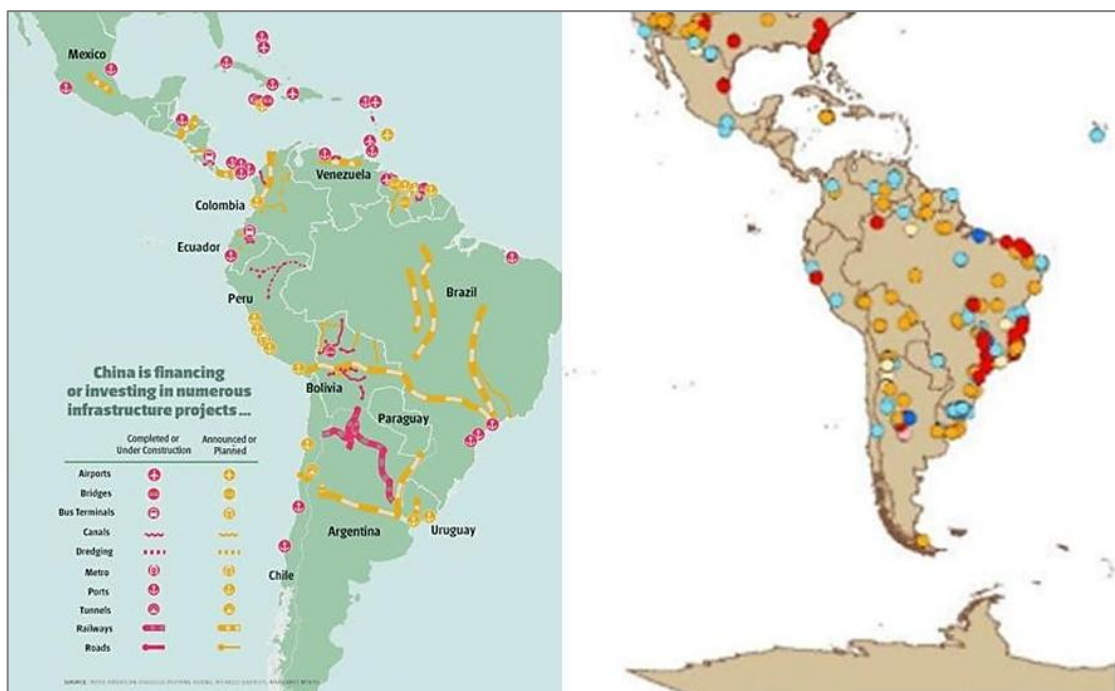 Mexico
Venezuela
Colombia
Ecuador
Peru
Brazil
Bolivia
Paraguay
Argentina
Uruguay
Chile
China is financing
or investing in numerous
infrastructure projects ...
Completed or Under Construction
Announced or Planned
Airports
Bridges
Bus Terminals
Canals
Dredging
Metro
Ports
Tunnels
Railways
Roads
SOURCE: